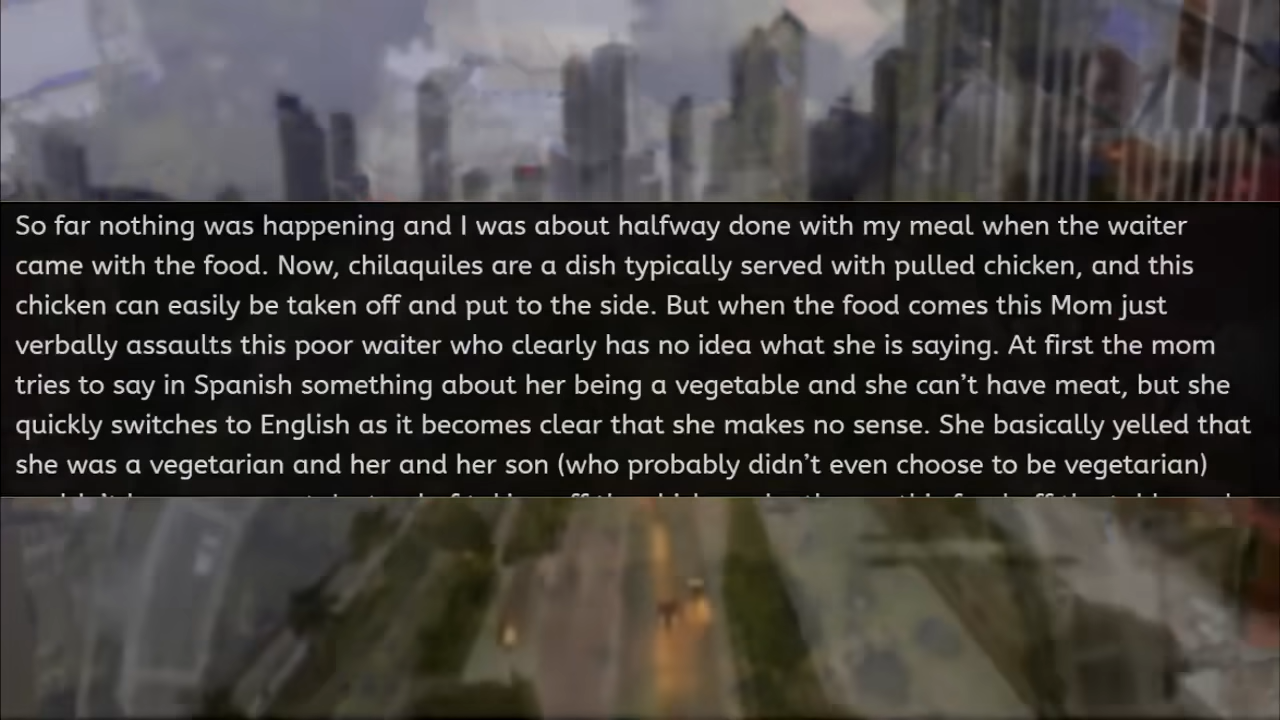 So far nothing was happening and I was about halfway done with my meal when the waiter
came with the food. Now, chilaquiles are a dish typically served with pulled chicken, and this
chicken can easily be taken off and put to the side. But when the food comes this Mom just
verbally assaults this poor waiter who clearly has no idea what she is saying. At first the mom
tries to say in Spanish something about her being a vegetable and she can’t have meat, but she
quickly switches to English as it becomes clear that she makes no sense. She basically yelled that
she was a vegetarian and her and her son (who probably didn’t even choose to be vegetarian)